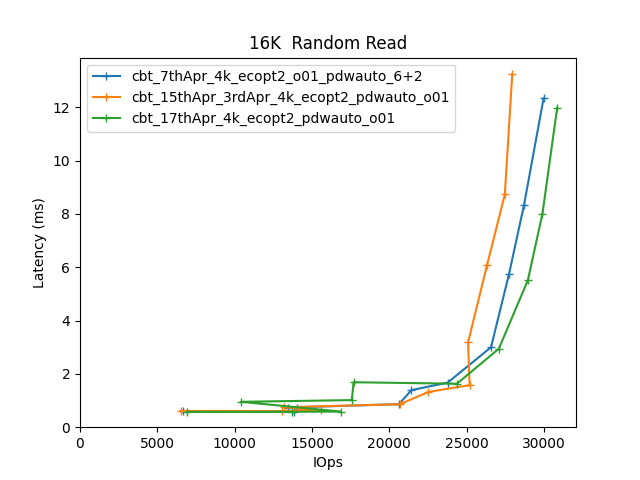 16K  Random Read
cbt_7thApr_4k_ecopt2_o01_pdwauto_6+2
cbt_15thApr_3rdApr_4k_ecopt2_pdwauto_o01
cbt_17thApr_4k_ecopt2_pdwauto_o01
Latency (ms)
12
10
8
6
4
2
0
0 5000 10000 15000 20000 25000 30000
IOps